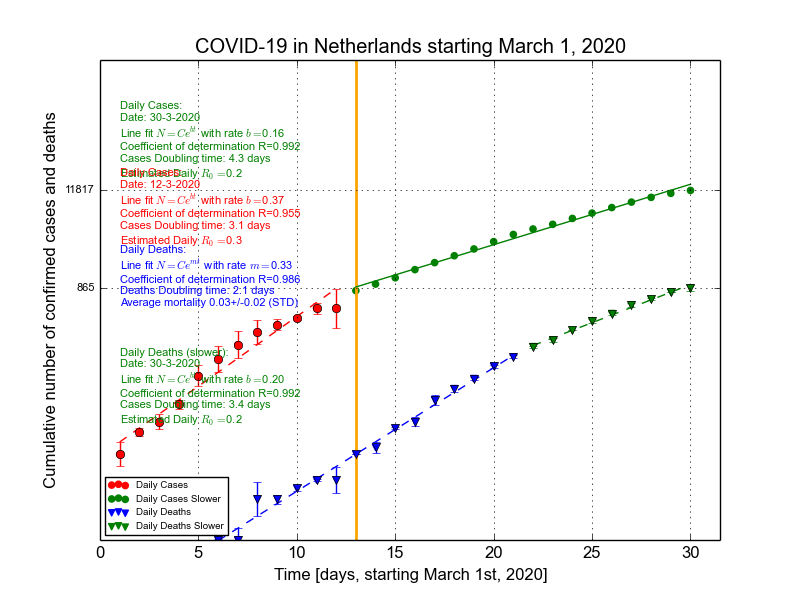 COVID-19 in Netherlands starting March 1, 2020
Cumulative number of confirmed cases and deaths
11817
865
Daily Cases:
Date: 30-3-2020
Line fit N = Ce^{bt} with rate b =0.16
Coefficient of determination R=0.992
Cases Doubling time: 4.3 days
Estimated Daily R_0 =0.2
Daily Cases:
Date: 12-3-2020
Line fit N = Ce^{bt} with rate b =0.37
Coefficient of determination R=0.955
Cases Doubling time: 3.1 days
Estimated Daily R_0 =0.3
Daily Deaths:
Line fit N = Ce^{mt} with rate m =0.33
Coefficient of determination R=0.986
Deaths Doubling time: 2.1 days
Average mortality 0.03+/-0.02 (STD)
Daily Deaths (slower):
Date: 30-3-2020
Line fit N = Ce^{bt} with rate b =0.20
Coefficient of determination R=0.992
Cases Doubling time: 3.4 days
Estimated Daily R_0 =0.2
Daily Cases
Daily Cases Slower
Daily Deaths
Daily Deaths Slower
0 5 10 15 20 25 30
Time [days, starting March 1st, 2020]